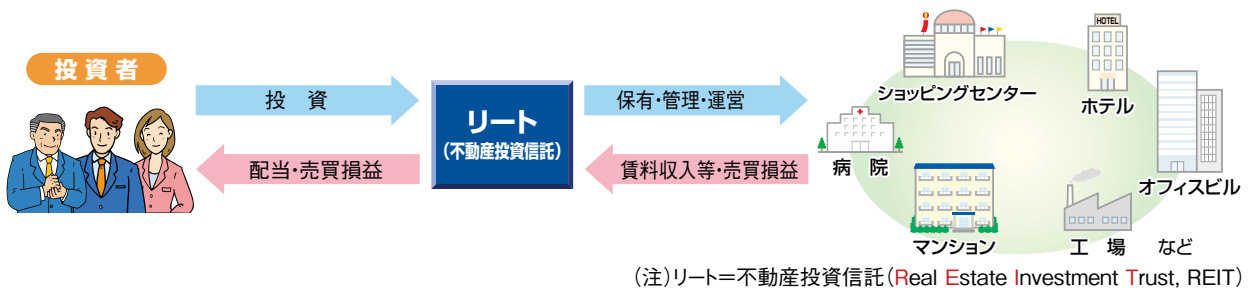 投資者
投 資
配当・売買損益
リート
（不動産投資信託）
保有・管理・運営
賃料収入等・売買損益
ショッピングセンター
HOTEL
ホテル
病 院
オフィスビル
マンション
工 場 など
（注）リート＝不動産投資信託（Real Estate Investment Trust, REIT）